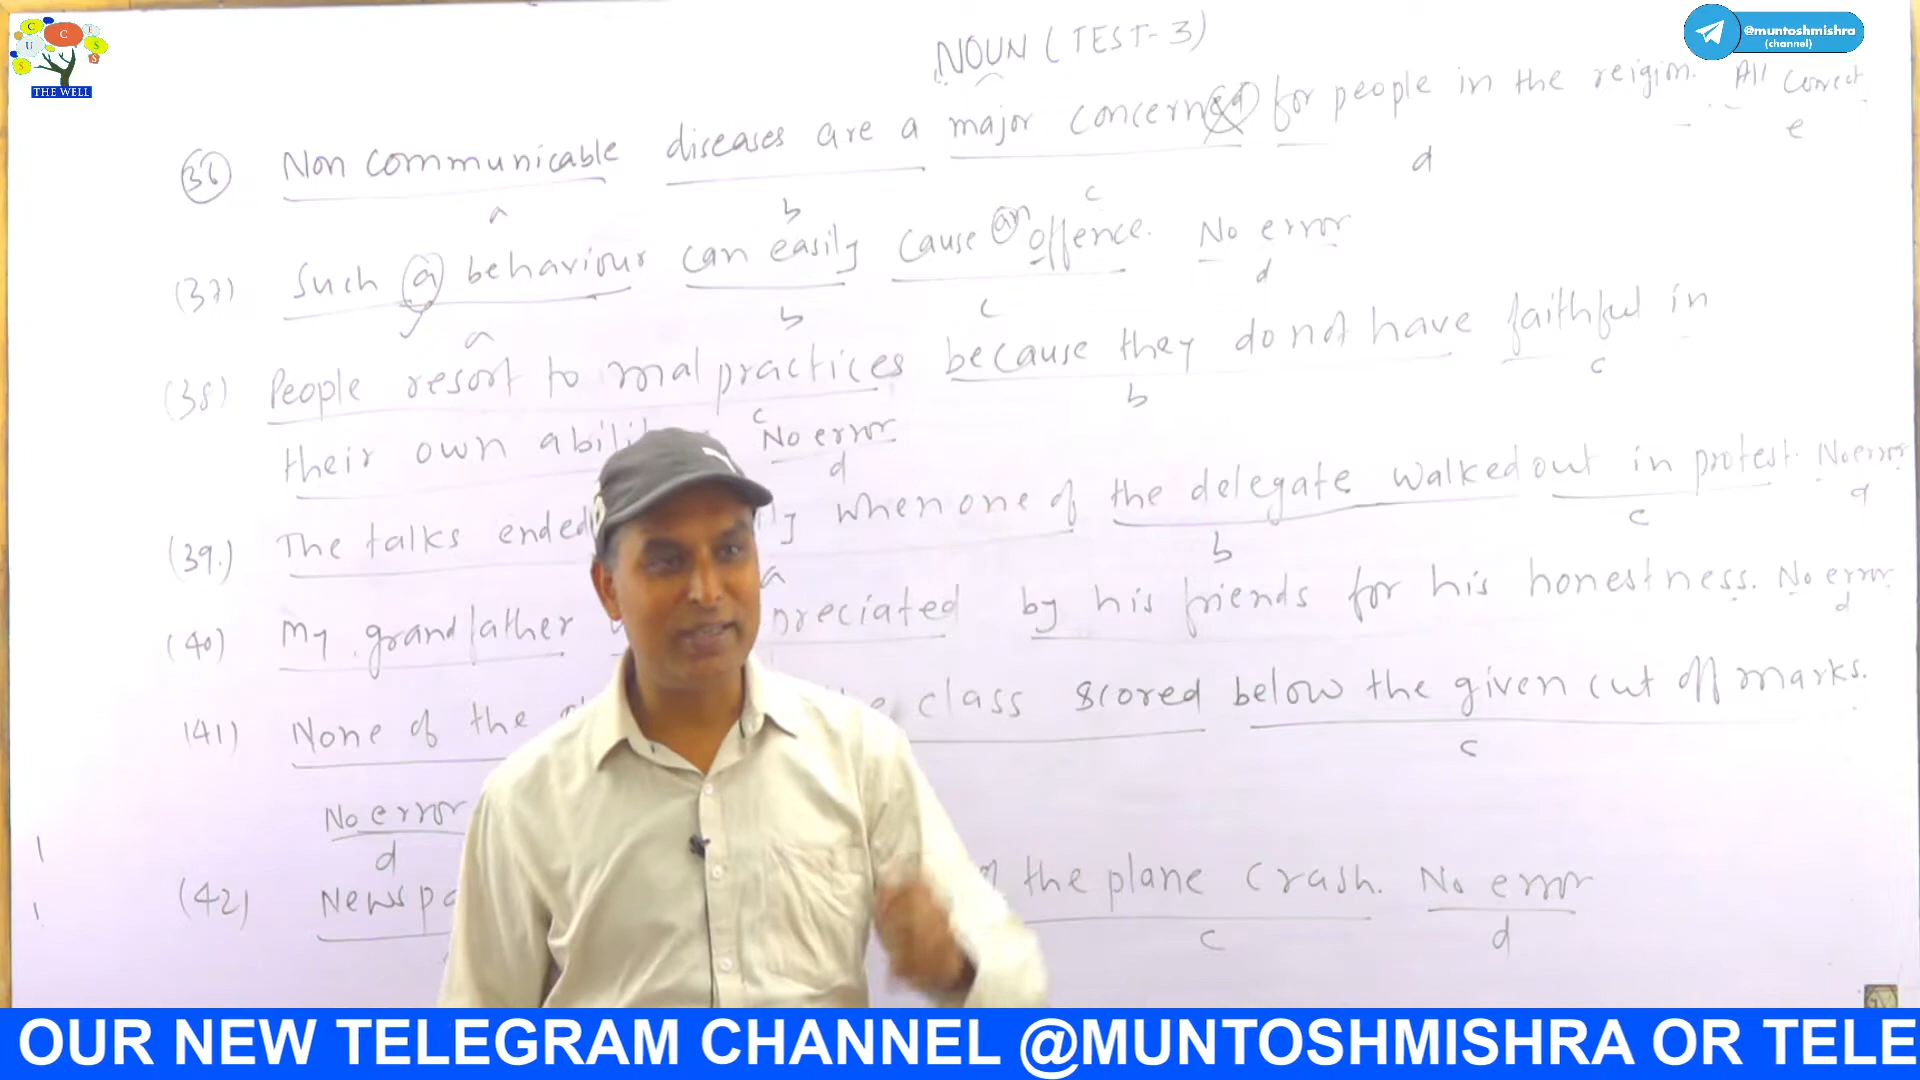 S U C C E S S
THE WELL
@muntoshmishra
(channel)
NOUN (TEST-3)
(36) Non communicable diseases are a major concerned for people in the reigion. All correct
a b c d e
(37) Such a behaviour can easily cause an offence. No error
a b c d
(38) People resort to malpractices because they do not have faithful in
b c
their own No error
c d
(39.) The talks ended when one of the delegate walked out in protest. No error
a b c d
(40) My grandfather by his friends for his honestness. No error
d
(41) None of the class scored below the given cut off marks.
c
No error
d
(42) the plane crash. No error
c d
OUR NEW TELEGRAM CHANNEL @MUNTOSHMISHRA OR TELE